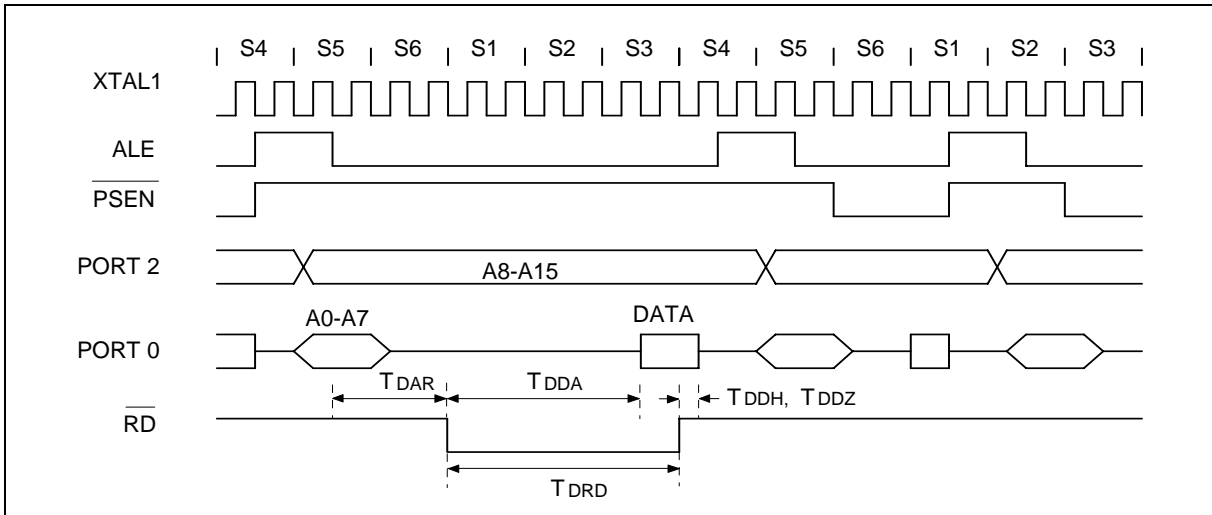 S4 S5 S6 S1 S2 S3 S4 S5 S6 S1 S2 S3
XTAL1
ALE
PSEN
PORT 2
A8-A15
A0-A7
DATA
PORT 0
TDAR
TDDA
TDDH, TDDZ
RD
TDRD